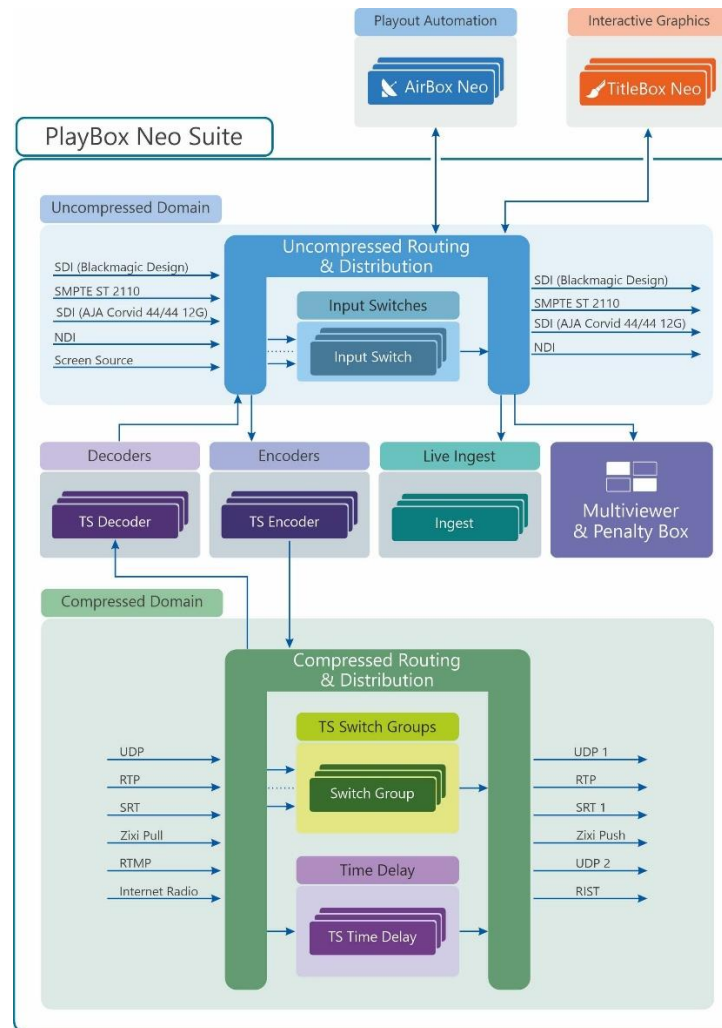 Playout Automation
Interactive Graphics
AirBox Neo
TitleBox Neo
PlayBox Neo Suite
Uncompressed Domain
Uncompressed Routing
& Distribution
SDI (Blackmagic Design)
SMPTE ST 2110
SDI (AJA Corvid 44/44 12G)
NDI
Screen Source
Input Switches
Input Switch
SDI (Blackmagic Design)
SMPTE ST 2110
SDI (AJA Corvid 44/44 12G)
NDI
Decoders
TS Decoder
Encoders
TS Encoder
Live Ingest
Ingest
Multiviewer
& Penalty Box
Compressed Domain
Compressed Routing
& Distribution
UDP
RTP
SRT
Zixi Pull
RTMP
Internet Radio
TS Switch Groups
Switch Group
Time Delay
TS Time Delay
UDP 1
RTP
SRT 1
Zixi Push
UDP 2
RIST